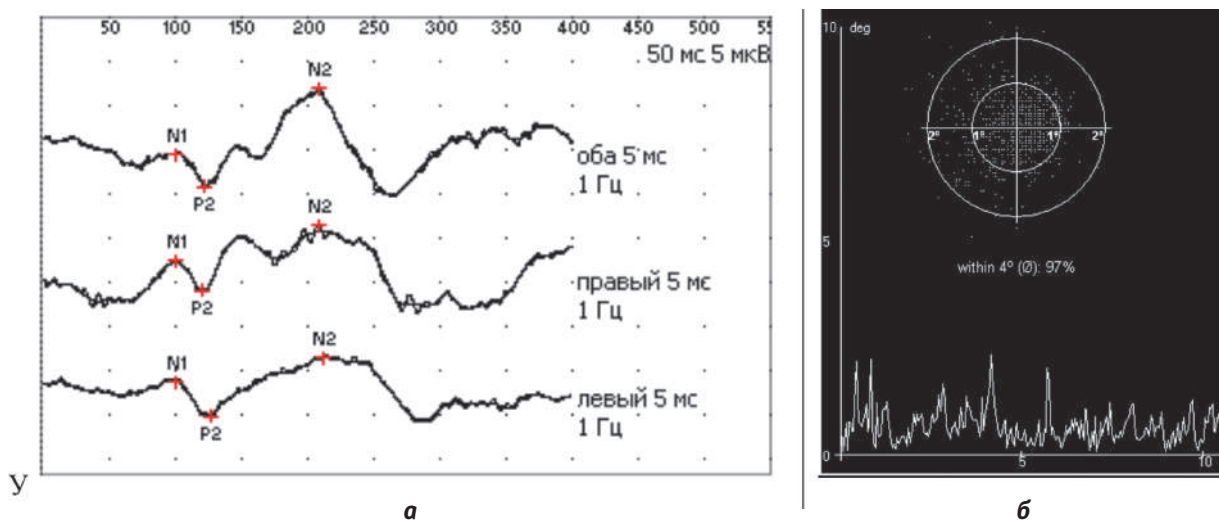 50 100 150 200 250 300 350 400 450 500 55
50 мс 5 мкВ
N2
N1
P2
оба 5 мс
1 Гц
N2
N1
P2
правый 5 мс
1 Гц
N2
N1
P2
левый 5 мс
1 Гц
У
а
10 deg
2° 1° 1° 2°
5
within 4° (Ø): 97%
0
5 10
б